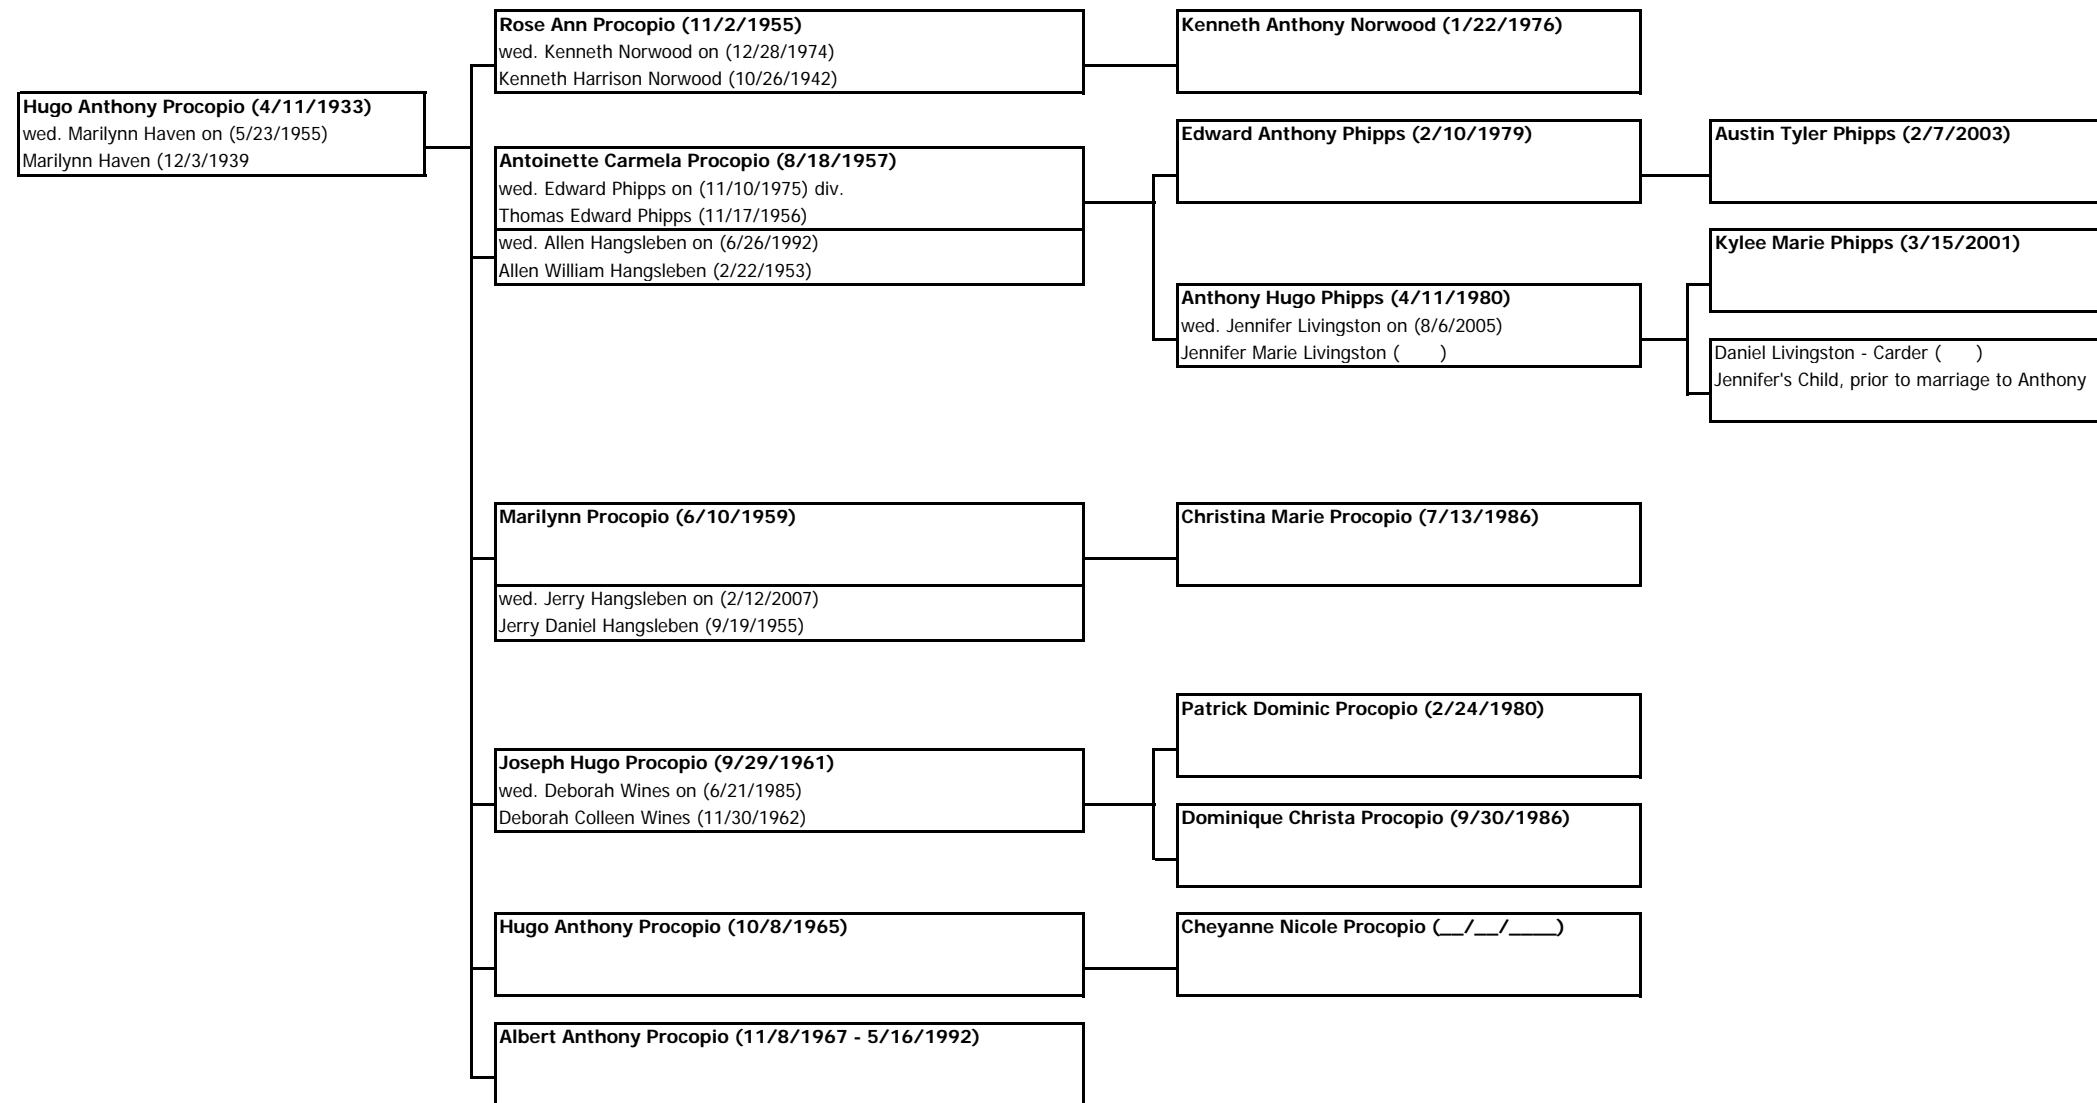 Hugo Anthony Procopio (4/11/1933)
wed. Marilynn Haven on (5/23/1955)
Marilynn Haven (12/3/1939
Rose Ann Procopio (11/2/1955)
wed. Kenneth Norwood on (12/28/1974)
Kenneth Harrison Norwood (10/26/1942)
Kenneth Anthony Norwood (1/22/1976)
Antoinette Carmela Procopio (8/18/1957)
wed. Edward Phipps on (11/10/1975) div.
Thomas Edward Phipps (11/17/1956)
wed. Allen Hangsleben on (6/26/1992)
Allen William Hangsleben (2/22/1953)
Edward Anthony Phipps (2/10/1979)
Austin Tyler Phipps (2/7/2003)
Anthony Hugo Phipps (4/11/1980)
wed. Jennifer Livingston on (8/6/2005)
Jennifer Marie Livingston (      )
Kylee Marie Phipps (3/15/2001)
Daniel Livingston - Carder (     )
Jennifer's Child, prior to marriage to Anthony
Marilynn Procopio (6/10/1959)
wed. Jerry Hangsleben on (2/12/2007)
Jerry Daniel Hangsleben (9/19/1955)
Christina Marie Procopio (7/13/1986)
Joseph Hugo Procopio (9/29/1961)
wed. Deborah Wines on (6/21/1985)
Deborah Colleen Wines (11/30/1962)
Patrick Dominic Procopio (2/24/1980)
Dominique Christa Procopio (9/30/1986)
Hugo Anthony Procopio (10/8/1965)
Cheyanne Nicole Procopio (__/__/____)
Albert Anthony Procopio (11/8/1967 - 5/16/1992)